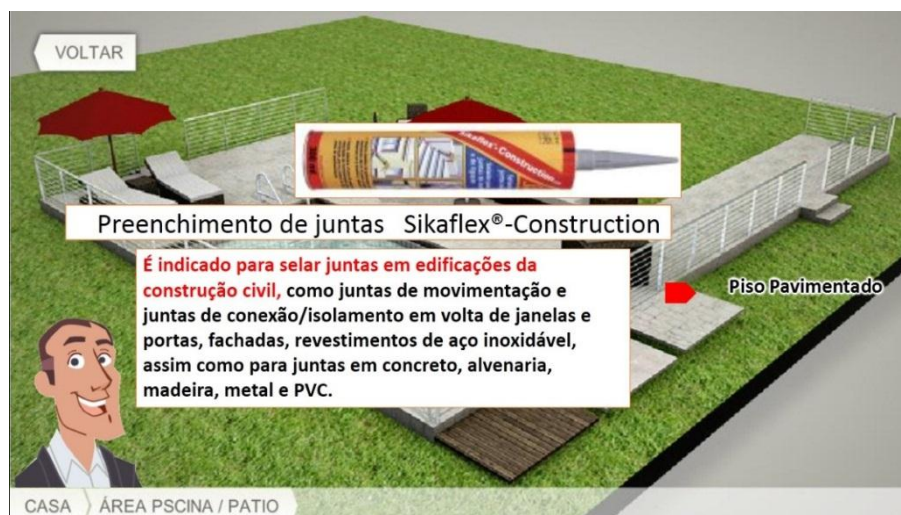 VOLTAR
Sikaflex®-Construction
Preenchimento de juntas Sikaflex®-Construction
É indicado para selar juntas em edificações da
construção civil, como juntas de movimentação e
juntas de conexão/isolamento em volta de janelas e
portas, fachadas, revestimentos de aço inoxidável,
assim como para juntas em concreto, alvenaria,
madeira, metal e PVC.
Piso Pavimentado
CASA ÁREA PSCINA / PATIO